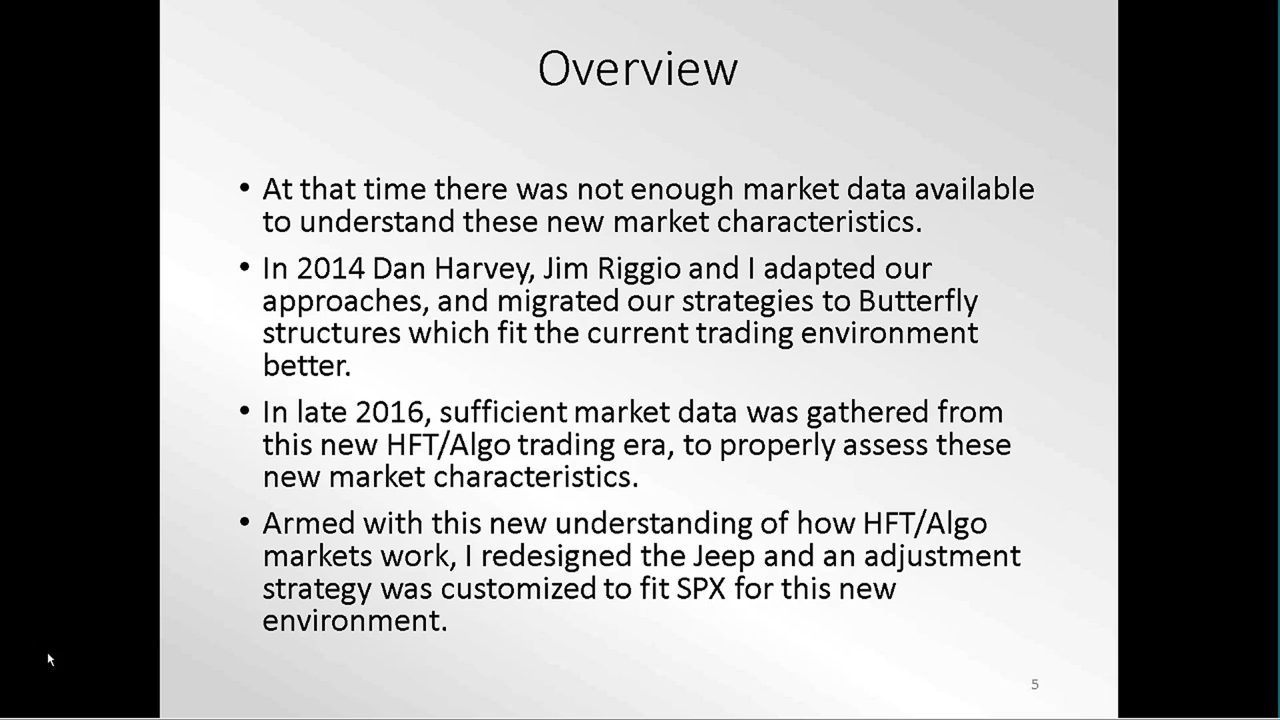 Overview
• At that time there was not enough market data available
to understand these new market characteristics.
• In 2014 Dan Harvey, Jim Riggio and I adapted our
approaches, and migrated our strategies to Butterfly
structures which fit the current trading environment
better.
• In late 2016, sufficient market data was gathered from
this new HFT/Algo trading era, to properly assess these
new market characteristics.
• Armed with this new understanding of how HFT/Algo
markets work, I redesigned the Jeep and an adjustment
strategy was customized to fit SPX for this new
environment.
5